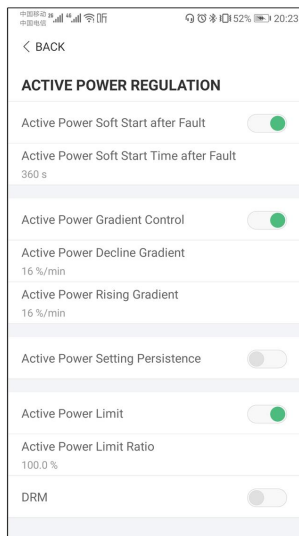 中国移动 26 46 听
中国电信 52% 20:23
< BACK
ACTIVE POWER REGULATION
Active Power Soft Start after Fault
Active Power Soft Start Time after Fault
360 s
Active Power Gradient Control
Active Power Decline Gradient
16 %/min
Active Power Rising Gradient
16 %/min
Active Power Setting Persistence
Active Power Limit
Active Power Limit Ratio
100.0 %
DRM